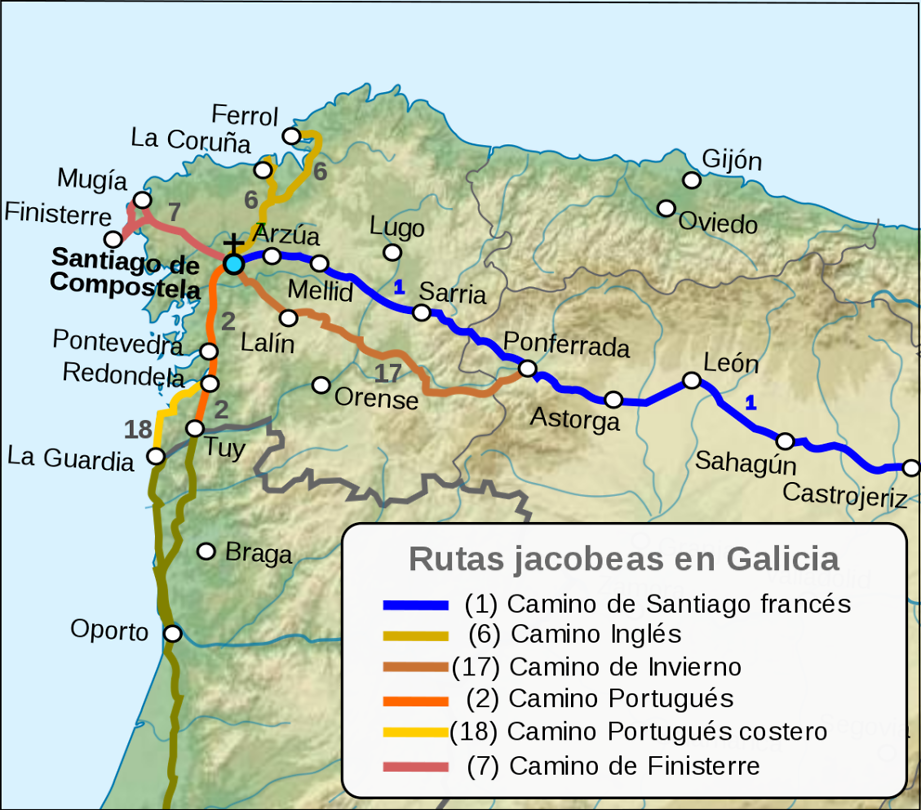 Ferrol
La Coruña
6
Gijón
Mugía
7
6
Oviedo
Finisterre
Arzúa
Lugo
Santiago de
Compostela
Mellid
1
Sarria
2
Pontevedra
Lalín
Ponferrada
Redondela
17
León
2
Orense
Astorga
1
18
Tuy
La Guardia
Sahagún
Castrojeriz
Braga
Oporto
Rutas jacobeas en Galicia
(1) Camino de Santiago francés
(6) Camino Inglés
(17) Camino de Invierno
(2) Camino Portugués
(18) Camino Portugués costero
(7) Camino de Finisterre